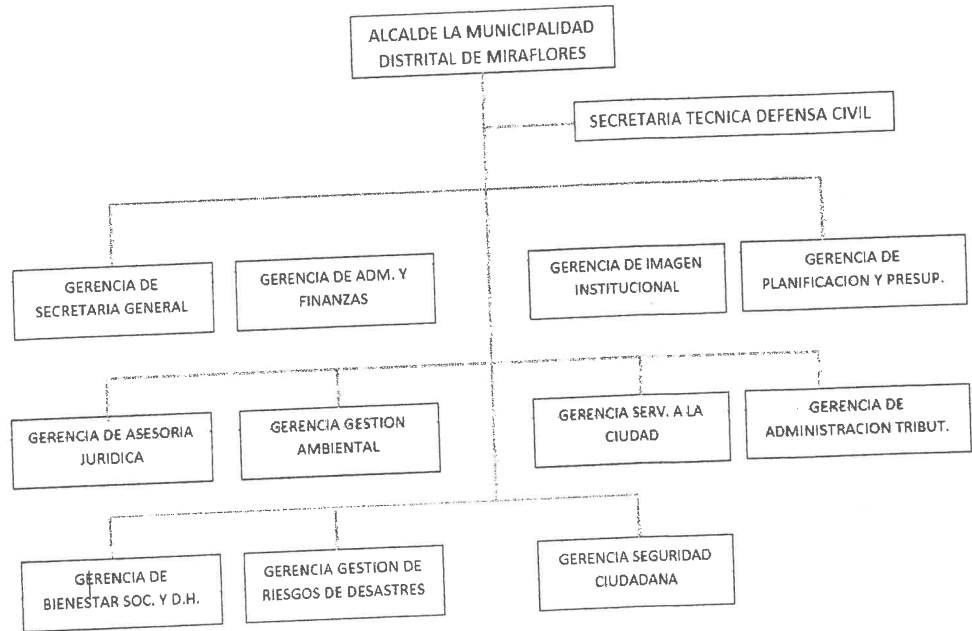 ALCALDE LA MUNICIPALIDAD
DISTRITAL DE MIRAFLORES
SECRETARIA TECNICA DEFENSA CIVIL
GERENCIA DE
SECRETARIA GENERAL
GERENCIA DE ADM. Y
FINANZAS
GERENCIA DE IMAGEN
INSTITUCIONAL
GERENCIA DE
PLANIFICACION Y PRESUP.
GERENCIA DE ASESORIA
JURIDICA
GERENCIA GESTION
AMBIENTAL
GERENCIA SERV. A LA
CIUDAD
GERENCIA DE
ADMINISTRACION TRIBUT.
GERENCIA DE
BIENESTAR SOC. Y D.H.
GERENCIA GESTION DE
RIESGOS DE DESASTRES
GERENCIA SEGURIDAD
CIUDADANA